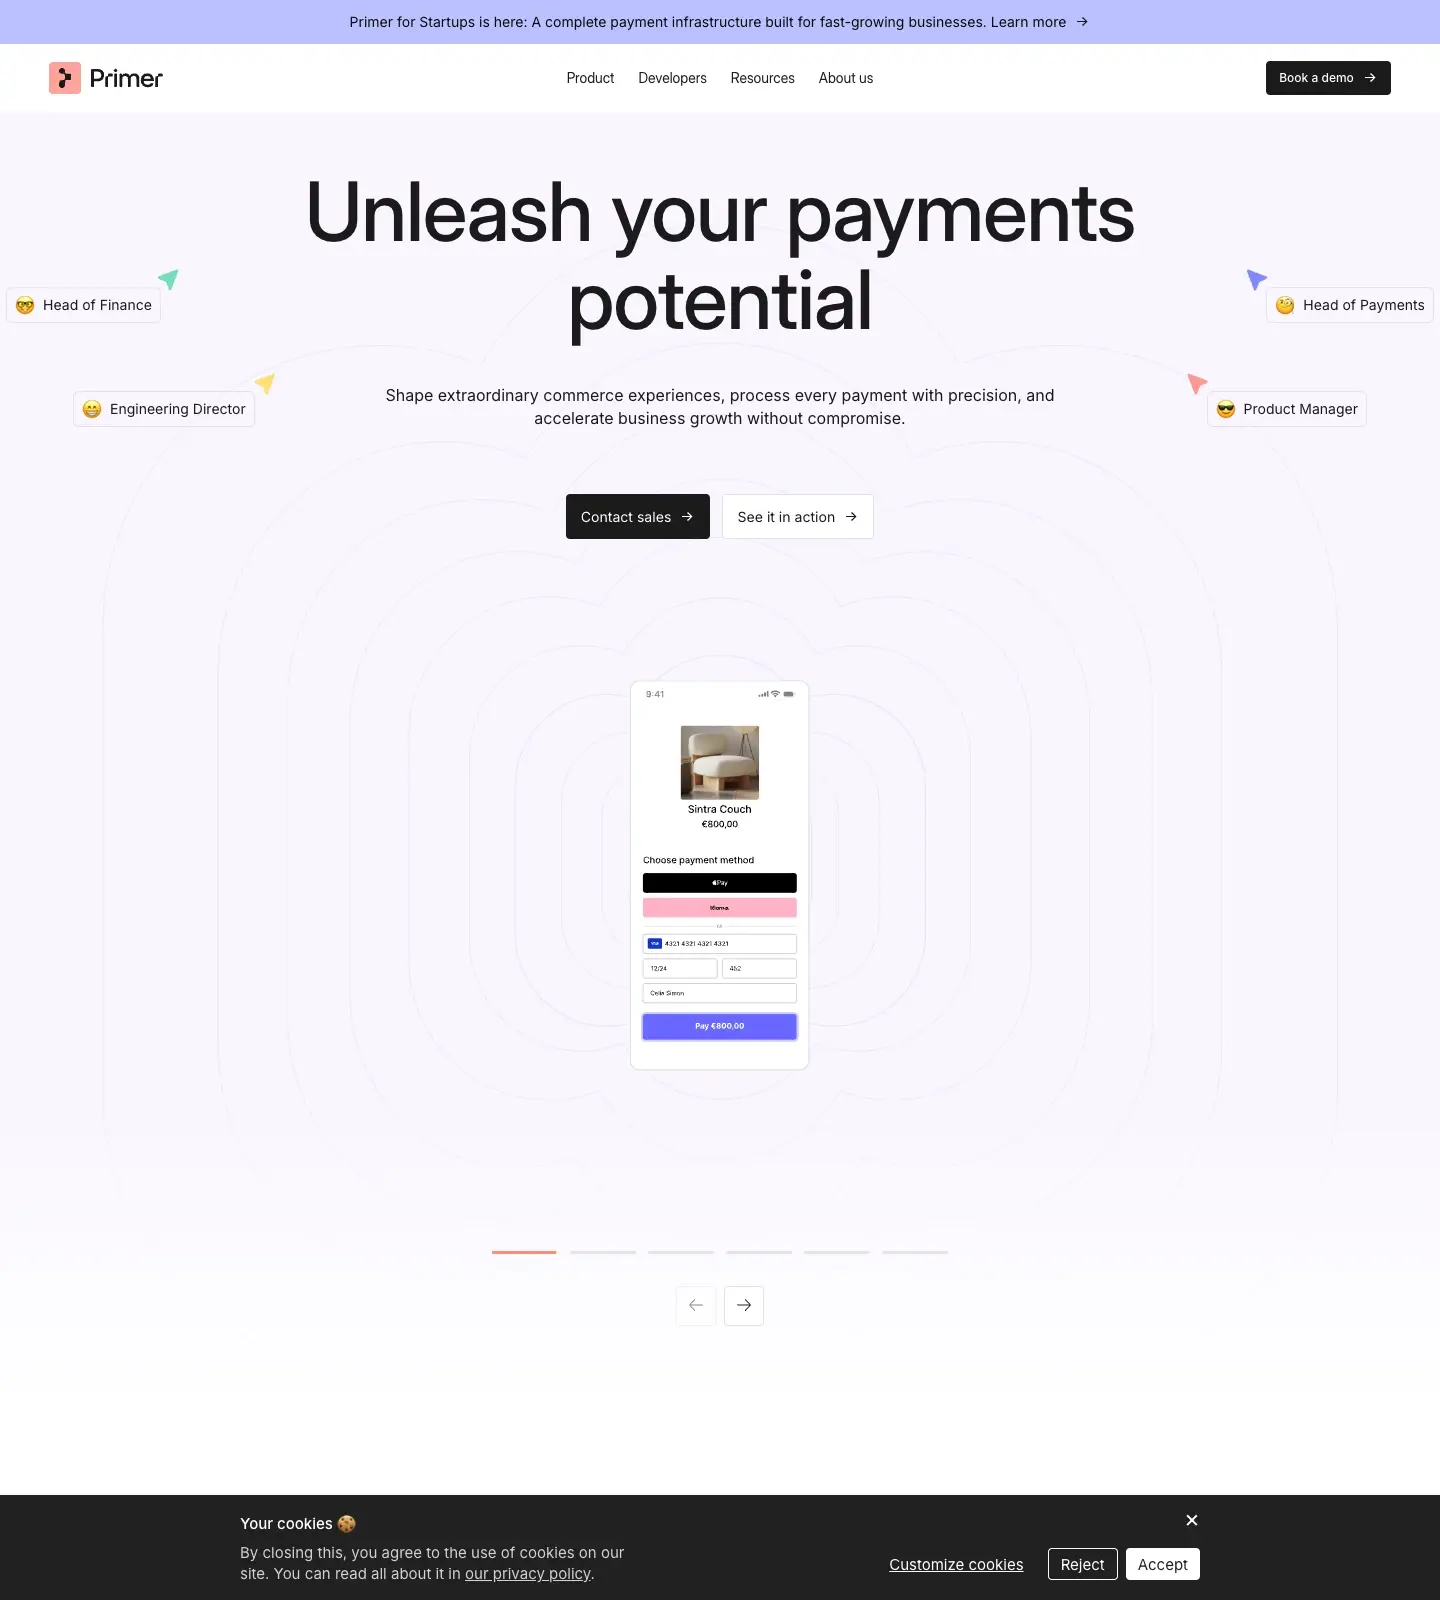 Primer for Startups is here: A complete payment infrastructure built for fast-growing businesses. Learn more →
Primer
Product
Developers
Resources
About us
Book a demo →
Unleash your payments
potential
Head of Finance
Head of Payments
Engineering Director
Product Manager
Shape extraordinary commerce experiences, process every payment with precision, and
accelerate business growth without compromise.
Contact sales →
See it in action →
9:41
Sintra Couch
€800,00
Choose payment method
Pay
Klarna.
VISA 4321 4321 4321 4321
12/24
452
Celia Simon
Pay €800,00
Your cookies 🍪
By closing this, you agree to the use of cookies on our
site. You can read all about it in our privacy policy.
Customize cookies
Reject
Accept